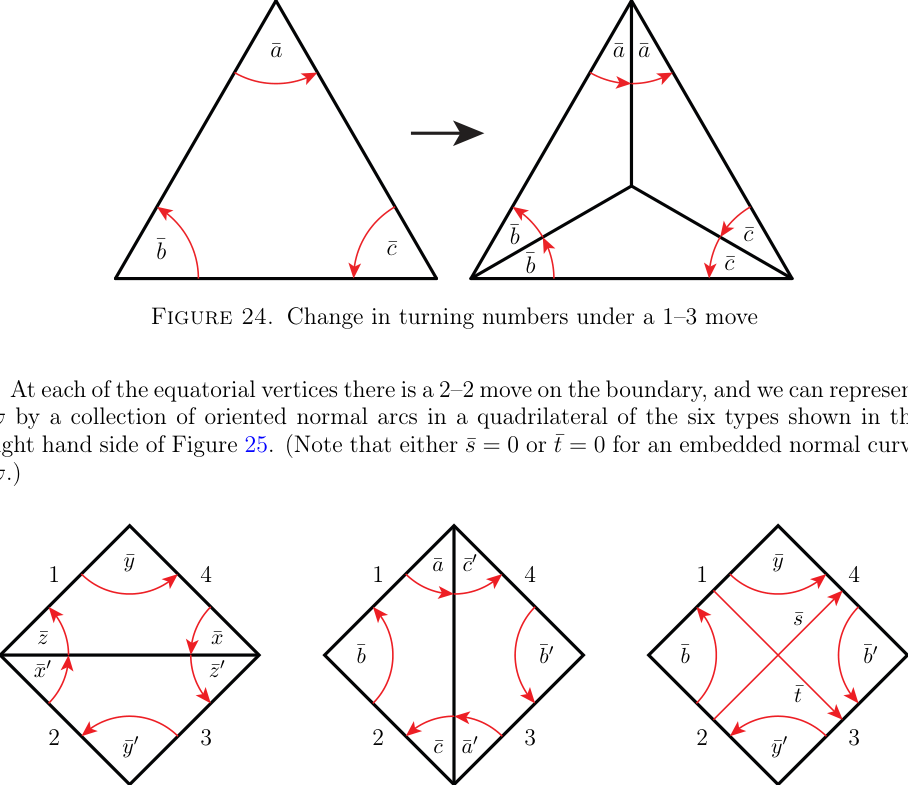 ā
ā ā
b̄
c̄
b̄
b̄
c̄
c̄
FIGURE 24. Change in turning numbers under a 1–3 move
At each of the equatorial vertices there is a 2–2 move on the boundary, and we can represen
by a collection of oriented normal arcs in a quadrilateral of the six types shown in th
ght hand side of Figure 25. (Note that either s̄ = 0 or t̄ = 0 for an embedded normal curv
.)
ȳ
1 4
z̄ x̄
x̄′ z̄′
2 3
ȳ′
ā c̄′
1 4
b̄ b̄′
2 3
c̄ ā′
ȳ
1 4
s̄
b̄ b̄′
t̄
2 3
ȳ′